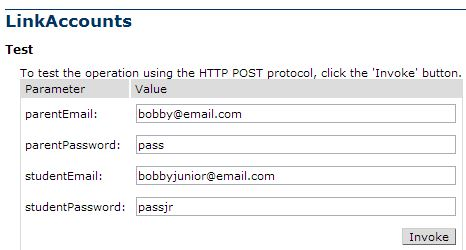 LinkAccounts
Test
To test the operation using the HTTP POST protocol, click the 'Invoke' button.
Parameter Value
parentEmail: bobby@email.com
parentPassword: pass
studentEmail: bobbyjunior@email.com
studentPassword: passjr
Invoke